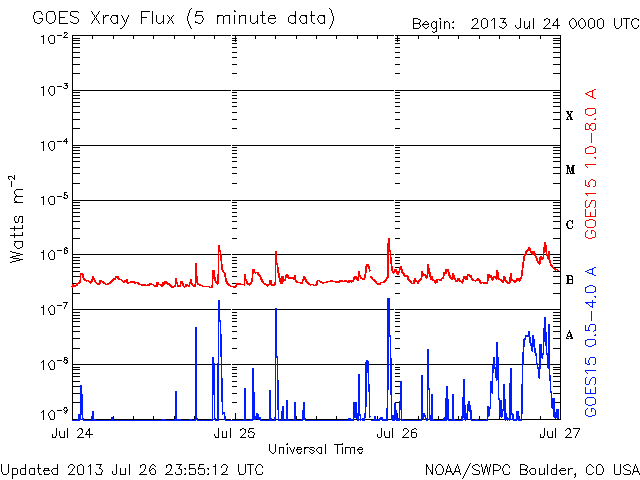 GOES Xray Flux (5 minute data)
Begin: 2013 Jul 24 0000 UTC
10⁻²
10⁻³
10⁻⁴
10⁻⁵
10⁻⁶
10⁻⁷
10⁻⁸
10⁻⁹
Watts m⁻²
X
M
C
B
A
GOES15 1.0-8.0 A
GOES15 0.5-4.0 A
Jul 24
Jul 25
Jul 26
Jul 27
Universal Time
Updated 2013 Jul 26 23:55:12 UTC
NOAA/SWPC Boulder, CO USA